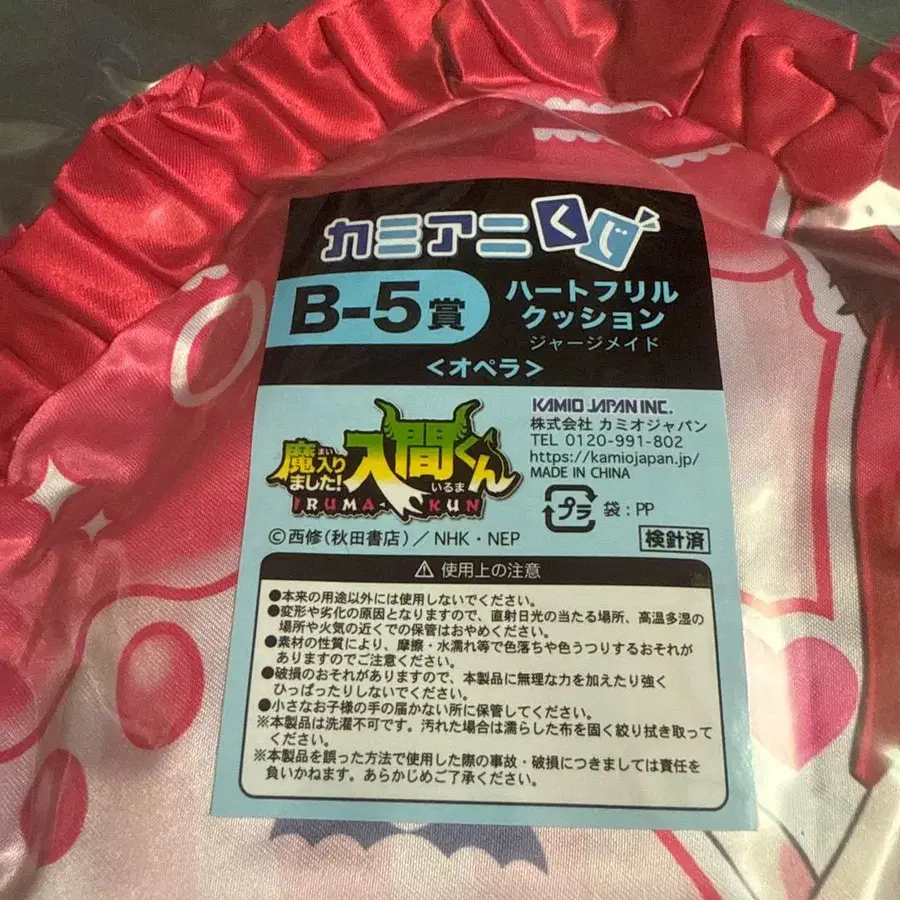 カミアニくじ
B-5賞
ハートフリル
クッション
ジャージメイド
<オペラ>
魔入り
まいり
ました!
入間くん
いるま
IRUMA-KUN
KAMIO JAPAN INC.
株式会社 カミオジャパン
TEL 0120-991-802
https://kamiojapan.jp/
MADE IN CHINA
プラ 袋:PP
©西修(秋田書店)/NHK・NEP
検針済
⚠ 使用上の注意
●本来の用途以外には使用しないでください。
●変形や劣化の原因となりますので、直射日光の当たる場所、高温多湿の
場所や火気の近くでの保管はおやめください。
●素材の性質により、摩擦・水濡れ等で色落ちや色うつりするおそれが
ありますのでご注意ください。
●破損のおそれがありますので、本製品に無理な力を加えたり強く
ひっぱったりしないでください。
●小さなお子様の手の届かない所に保管してください。
※本製品は洗濯不可です。汚れた場合は濡らした布を固く絞り拭き取って
ください。
※本製品を誤った方法で使用した際の事故・破損につきましては責任を
負いかねます。あらかじめご了承ください。